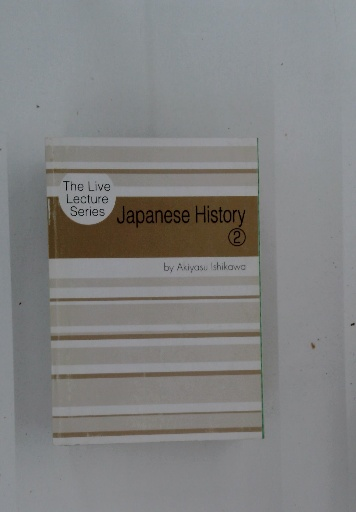 The Live
Lecture
Series
Japanese History
②
by Akiyasu Ishikawa